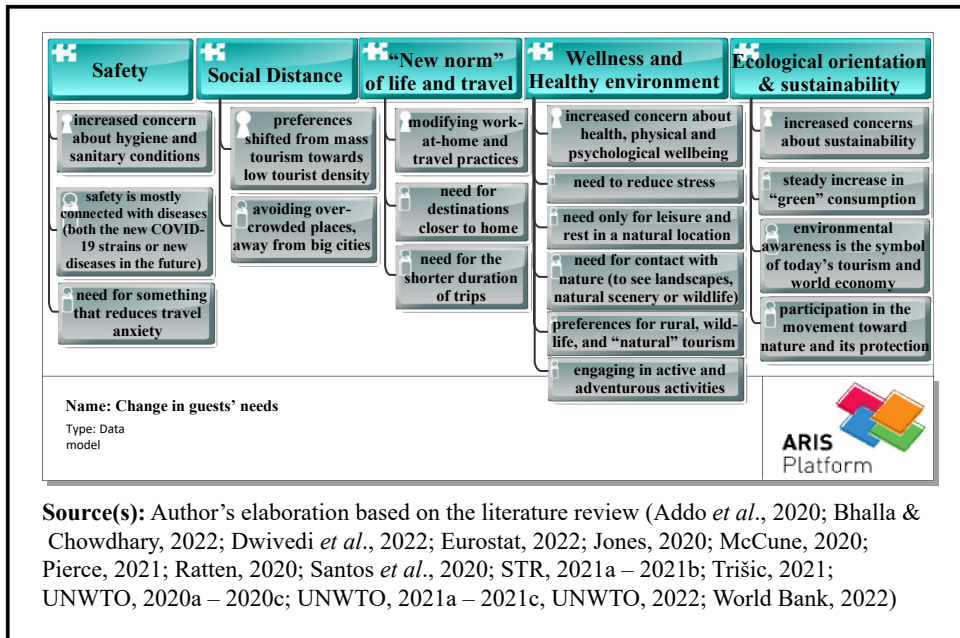 Safety
increased concern
about hygiene and
sanitary conditions
safety is mostly
connected with diseases
(both the new COVID-
19 strains or new
diseases in the future)
need for something
that reduces travel
anxiety
Social Distance
preferences
shifted from mass
tourism towards
low tourist density
avoiding over-
crowded places,
away from big cities
“New norm”
of life and travel
modifying work-
at-home and
travel practices
need for
destinations
closer to home
need for the
shorter duration
of trips
Wellness and
Healthy environment
increased concern about
health, physical and
psychological wellbeing
need to reduce stress
need only for leisure and
rest in a natural location
need for contact with
nature (to see landscapes,
natural scenery or wildlife)
preferences for rural, wild-
life, and “natural” tourism
engaging in active and
adventurous activities
Ecological orientation
& sustainability
increased concerns
about sustainability
steady increase in
“green” consumption
environmental
awareness is the symbol
of today’s tourism and
world economy
participation in the
movement toward
nature and its protection
Name: Change in guests’ needs
Type: Data
model
ARIS
Platform
Source(s): Author’s elaboration based on the literature review (Addo et al., 2020; Bhalla &
Chowdhary, 2022; Dwivedi et al., 2022; Eurostat, 2022; Jones, 2020; McCune, 2020;
Pierce, 2021; Ratten, 2020; Santos et al., 2020; STR, 2021a – 2021b; Trišic, 2021;
UNWTO, 2020a – 2020c; UNWTO, 2021a – 2021c, UNWTO, 2022; World Bank, 2022)